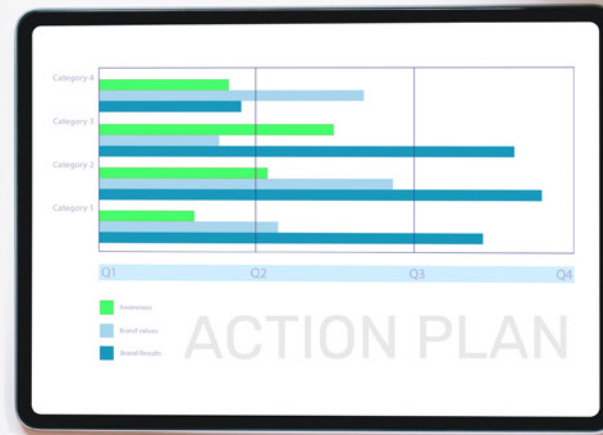 Category 4
Category 3
Category 2
Category 1
Q1 Q2 Q3 Q4
Awareness
Brand values
Brand Results
ACTION PLAN